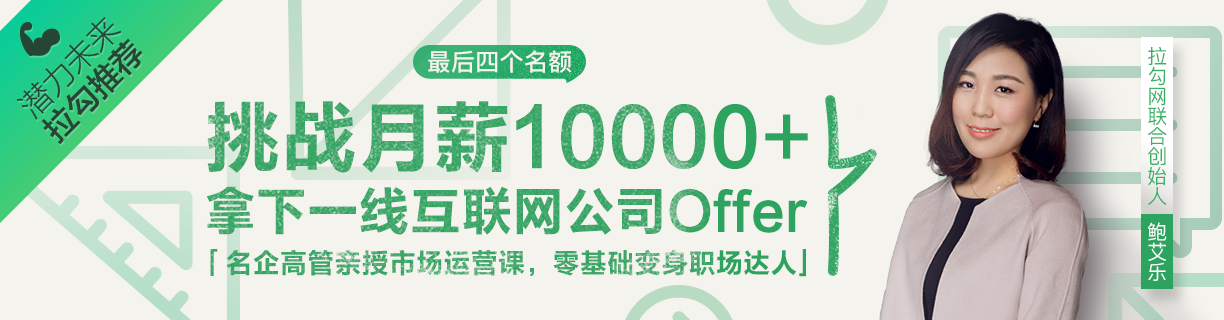 潜力未来
拉勾推荐
最后四个名额
挑战月薪10000+
拿下一线互联网公司Offer
「名企高管亲授市场运营课，零基础变身职场达人」
拉勾网联合创始人
鲍艾乐